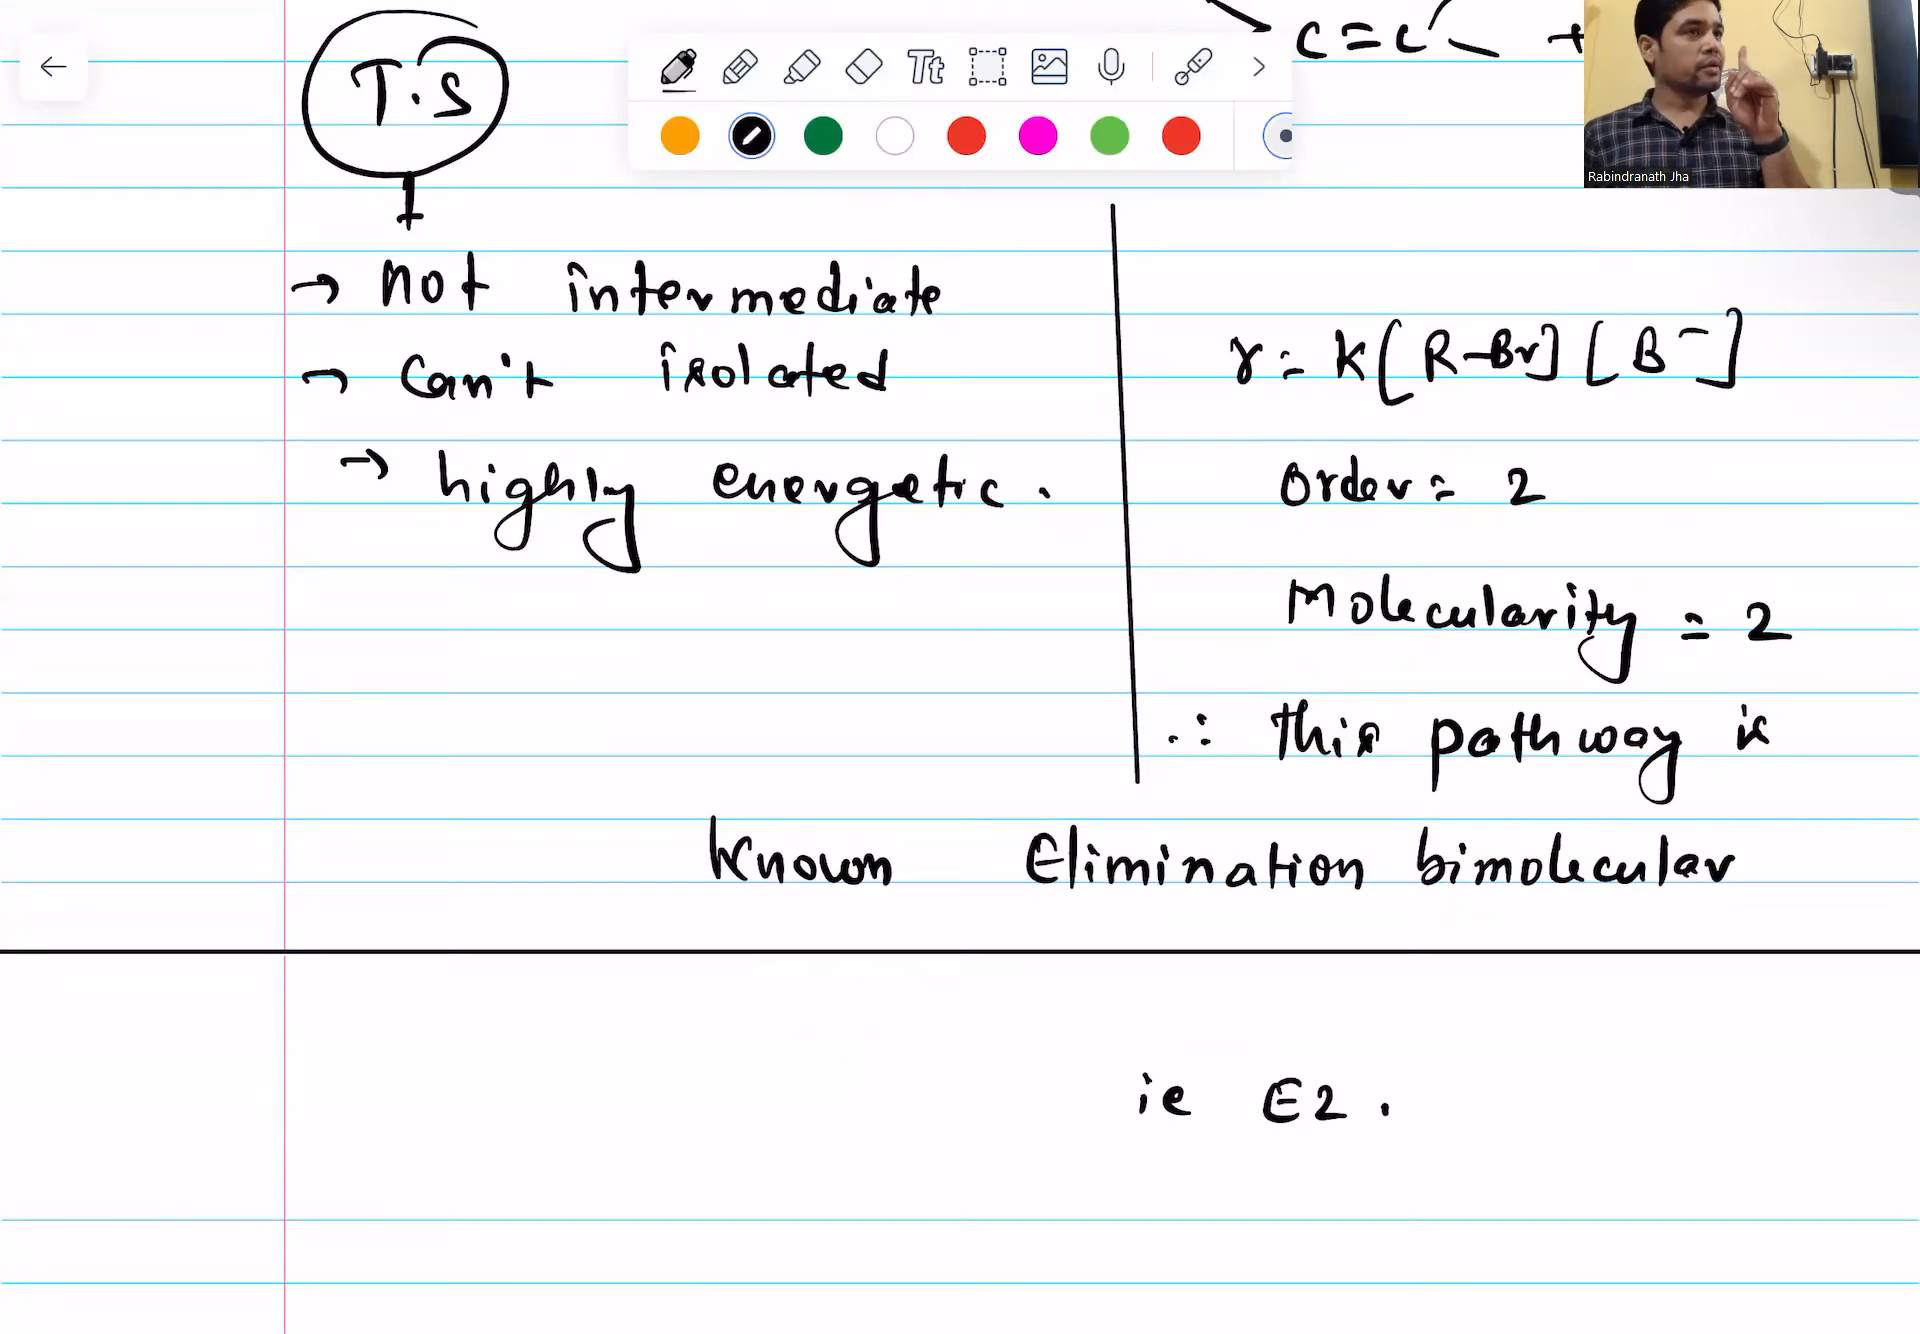 C=C +
T.S
Tt
Rabindranath Jha
→ not intermediate
→ Can't isolated
→ highly energetic.
r = K[R-Br][B⁻]
Order = 2
Molecularity = 2
∴ this pathway is
known Elimination bimolecular
ie E2.